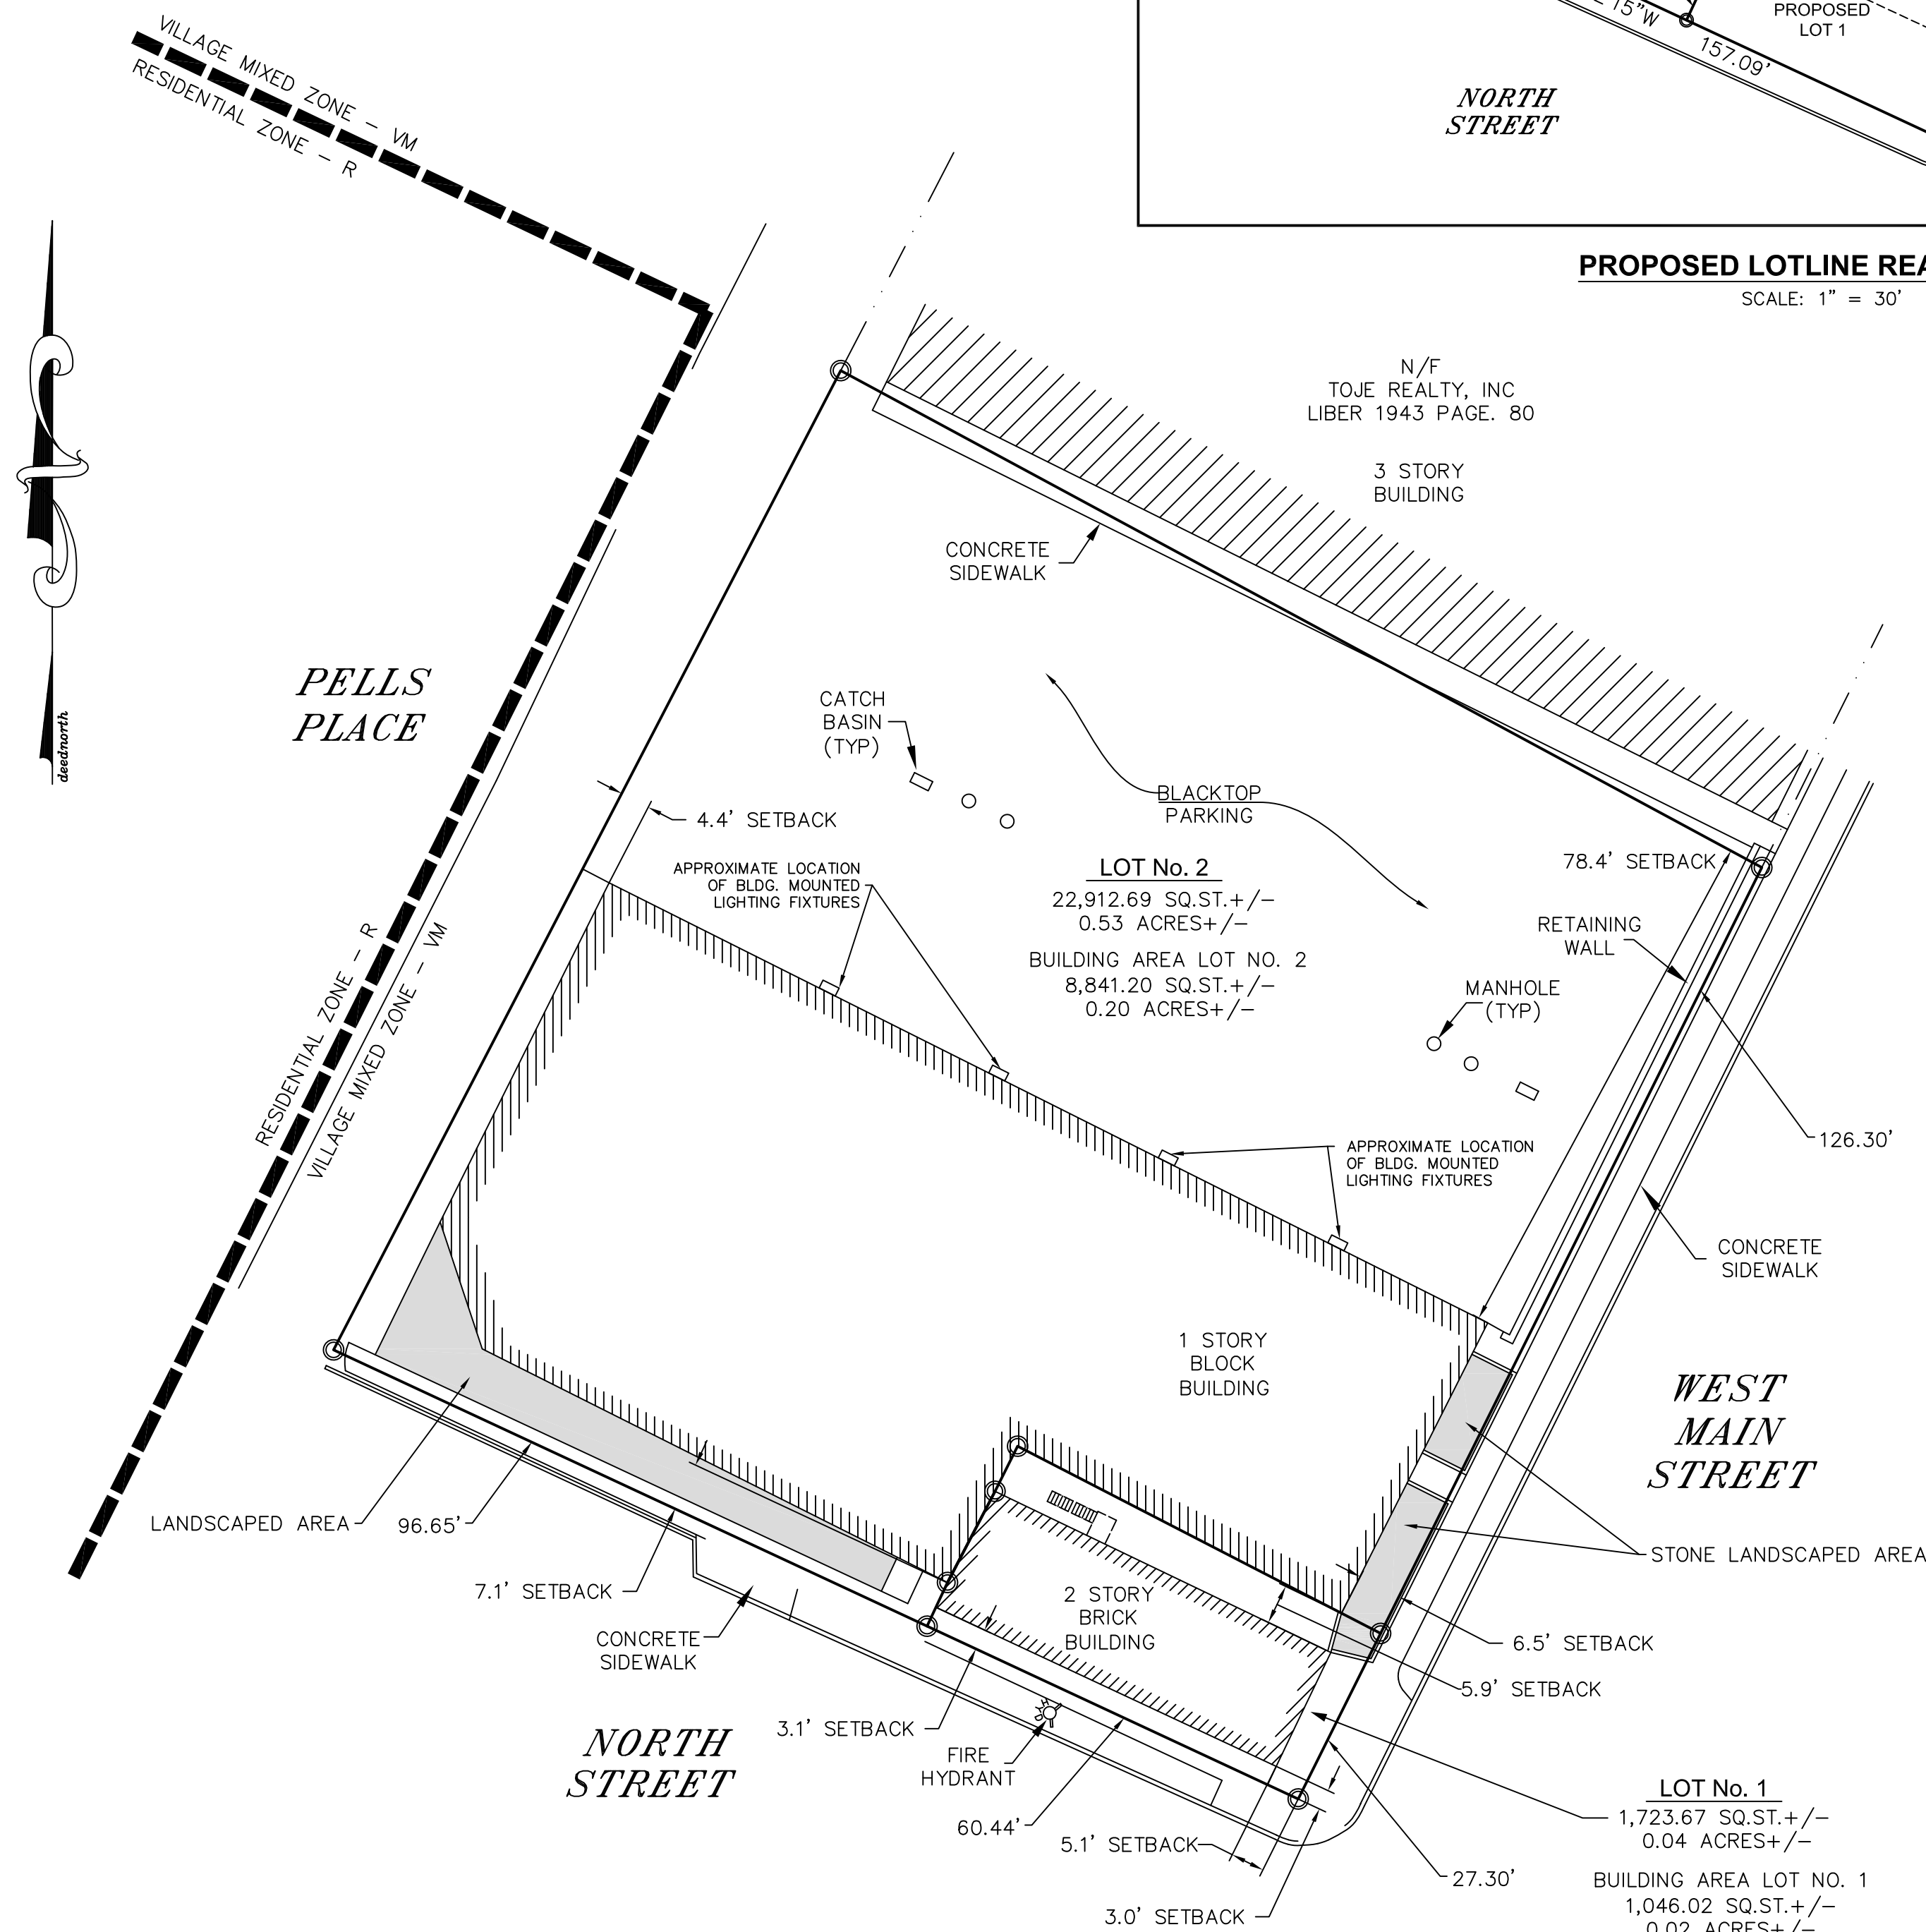 15"W
PROPOSED
LOT 1
157.09'
NORTH
STREET
VILLAGE MIXED ZONE - VM
RESIDENTIAL ZONE - R
PROPOSED LOTLINE REA
SCALE: 1" = 30'
N/F
TOJE REALTY, INC
LIBER 1943 PAGE. 80
3 STORY
BUILDING
CONCRETE
SIDEWALK
PELLS
PLACE
deednorth
CATCH
BASIN
(TYP)
BLACKTOP
PARKING
4.4' SETBACK
APPROXIMATE LOCATION
OF BLDG. MOUNTED
LIGHTING FIXTURES
LOT No. 2
22,912.69 SQ.ST.+/-
0.53 ACRES+/-
BUILDING AREA LOT NO. 2
8,841.20 SQ.ST.+/-
0.20 ACRES+/-
78.4' SETBACK
RETAINING
WALL
MANHOLE
(TYP)
RESIDENTIAL ZONE - R
VILLAGE MIXED ZONE - VM
126.30'
APPROXIMATE LOCATION
OF BLDG. MOUNTED
LIGHTING FIXTURES
CONCRETE
SIDEWALK
1 STORY
BLOCK
BUILDING
WEST
MAIN
STREET
LANDSCAPED AREA
96.65'
STONE LANDSCAPED AREA
7.1' SETBACK
2 STORY
BRICK
BUILDING
CONCRETE
SIDEWALK
6.5' SETBACK
5.9' SETBACK
NORTH
STREET
3.1' SETBACK
FIRE
HYDRANT
60.44'
5.1' SETBACK
27.30'
3.0' SETBACK
LOT No. 1
1,723.67 SQ.ST.+/-
0.04 ACRES+/-
BUILDING AREA LOT NO. 1
1,046.02 SQ.ST.+/-
0.02 ACRES+/-